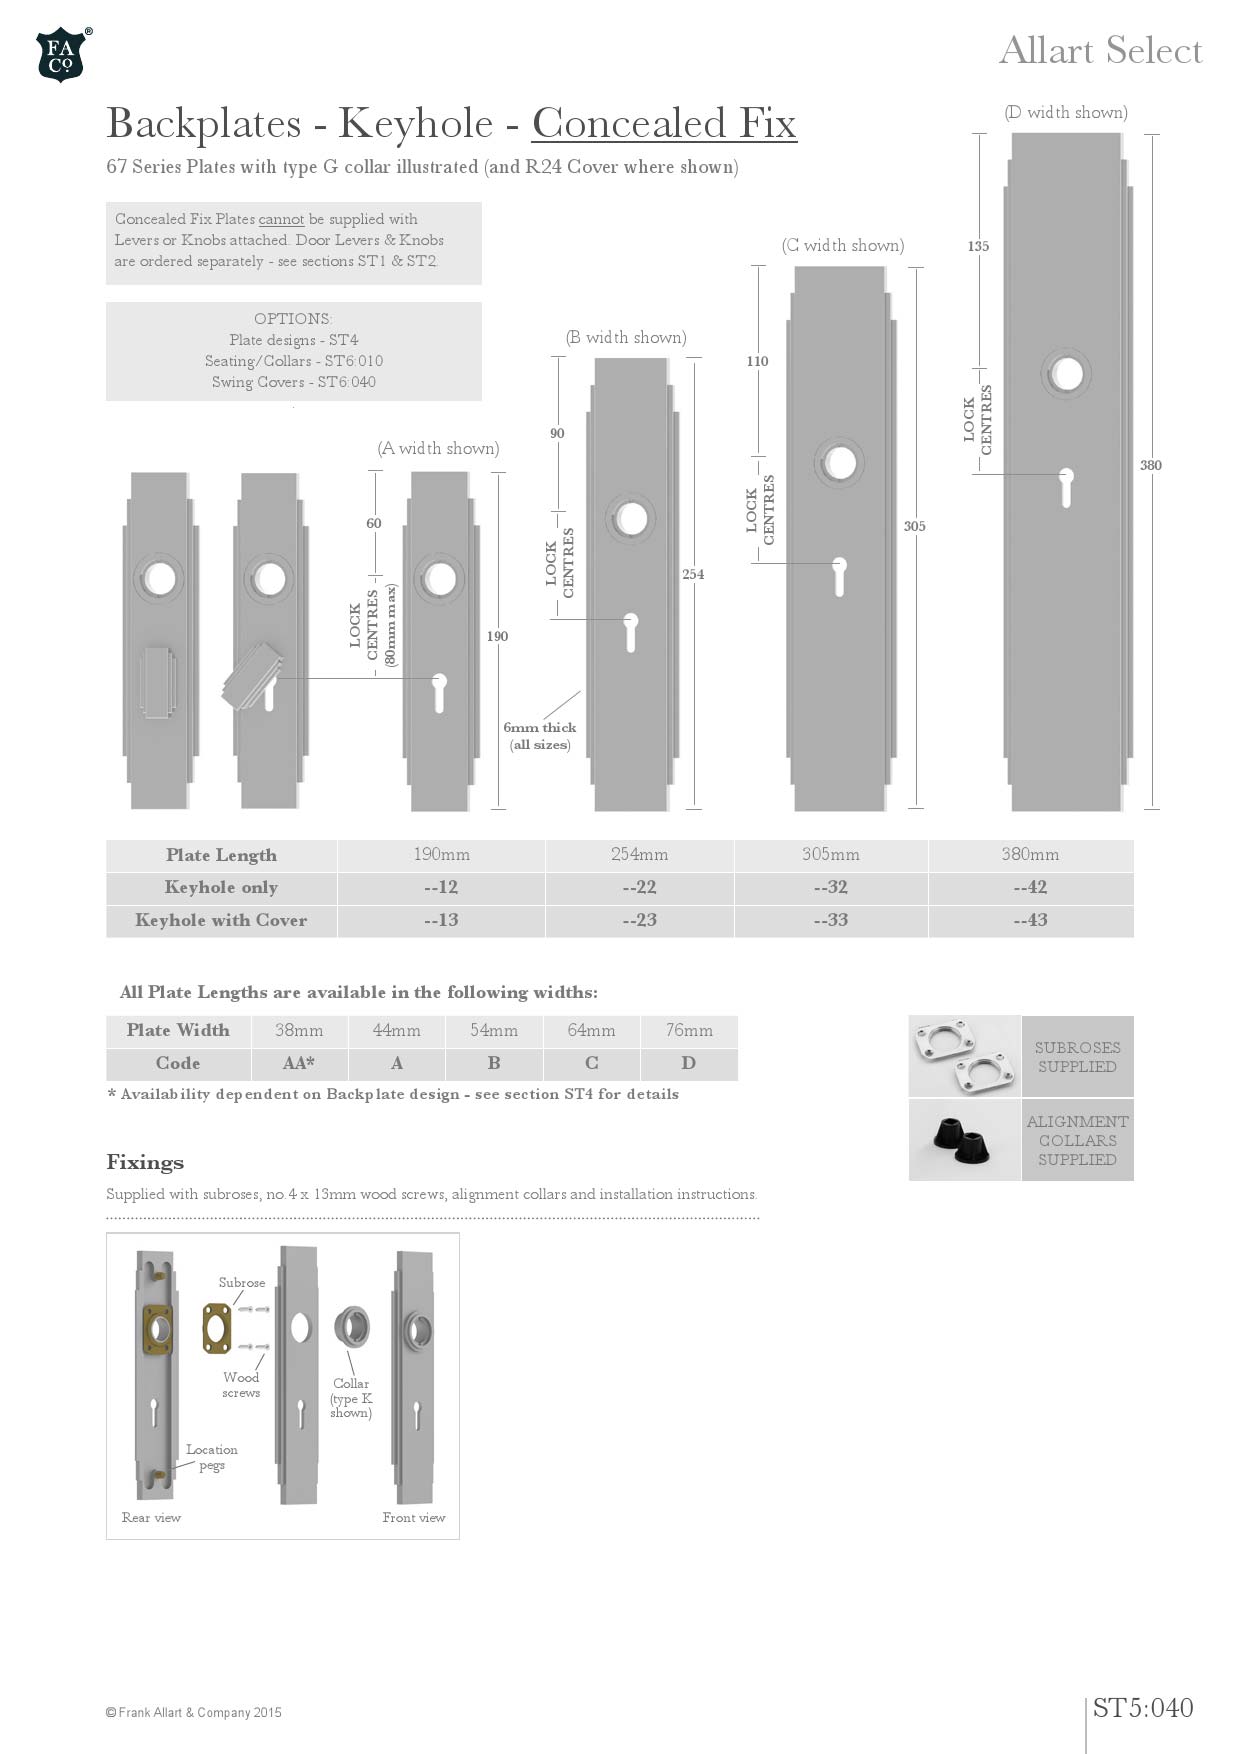 FA
Co.
®
Allart Select
Backplates - Keyhole - Concealed Fix
67 Series Plates with type G collar illustrated (and R24 Cover where shown)
Concealed Fix Plates cannot be supplied with
Levers or Knobs attached. Door Levers & Knobs
are ordered separately - see sections ST1 & ST2.
OPTIONS:
Plate designs - ST4
Seating/Collars - ST6:010
Swing Covers - ST6:040
(A width shown)
60
LOCK
CENTRES
(80mm max)
190
(B width shown)
90
LOCK
CENTRES
254
6mm thick
(all sizes)
(C width shown)
110
LOCK
CENTRES
305
(D width shown)
135
LOCK
CENTRES
380
Plate Length 190mm 254mm 305mm 380mm
Keyhole only --12 --22 --32 --42
Keyhole with Cover --13 --23 --33 --43
All Plate Lengths are available in the following widths:
Plate Width 38mm 44mm 54mm 64mm 76mm
Code AA* A B C D
* Availability dependent on Backplate design - see section ST4 for details
SUBROSES
SUPPLIED
ALIGNMENT
COLLARS
SUPPLIED
Fixings
Supplied with subroses, no.4 x 13mm wood screws, alignment collars and installation instructions.
Subrose
Wood
screws
Collar
(type K
shown)
Location
pegs
Rear view
Front view
© Frank Allart & Company 2015
ST5:040